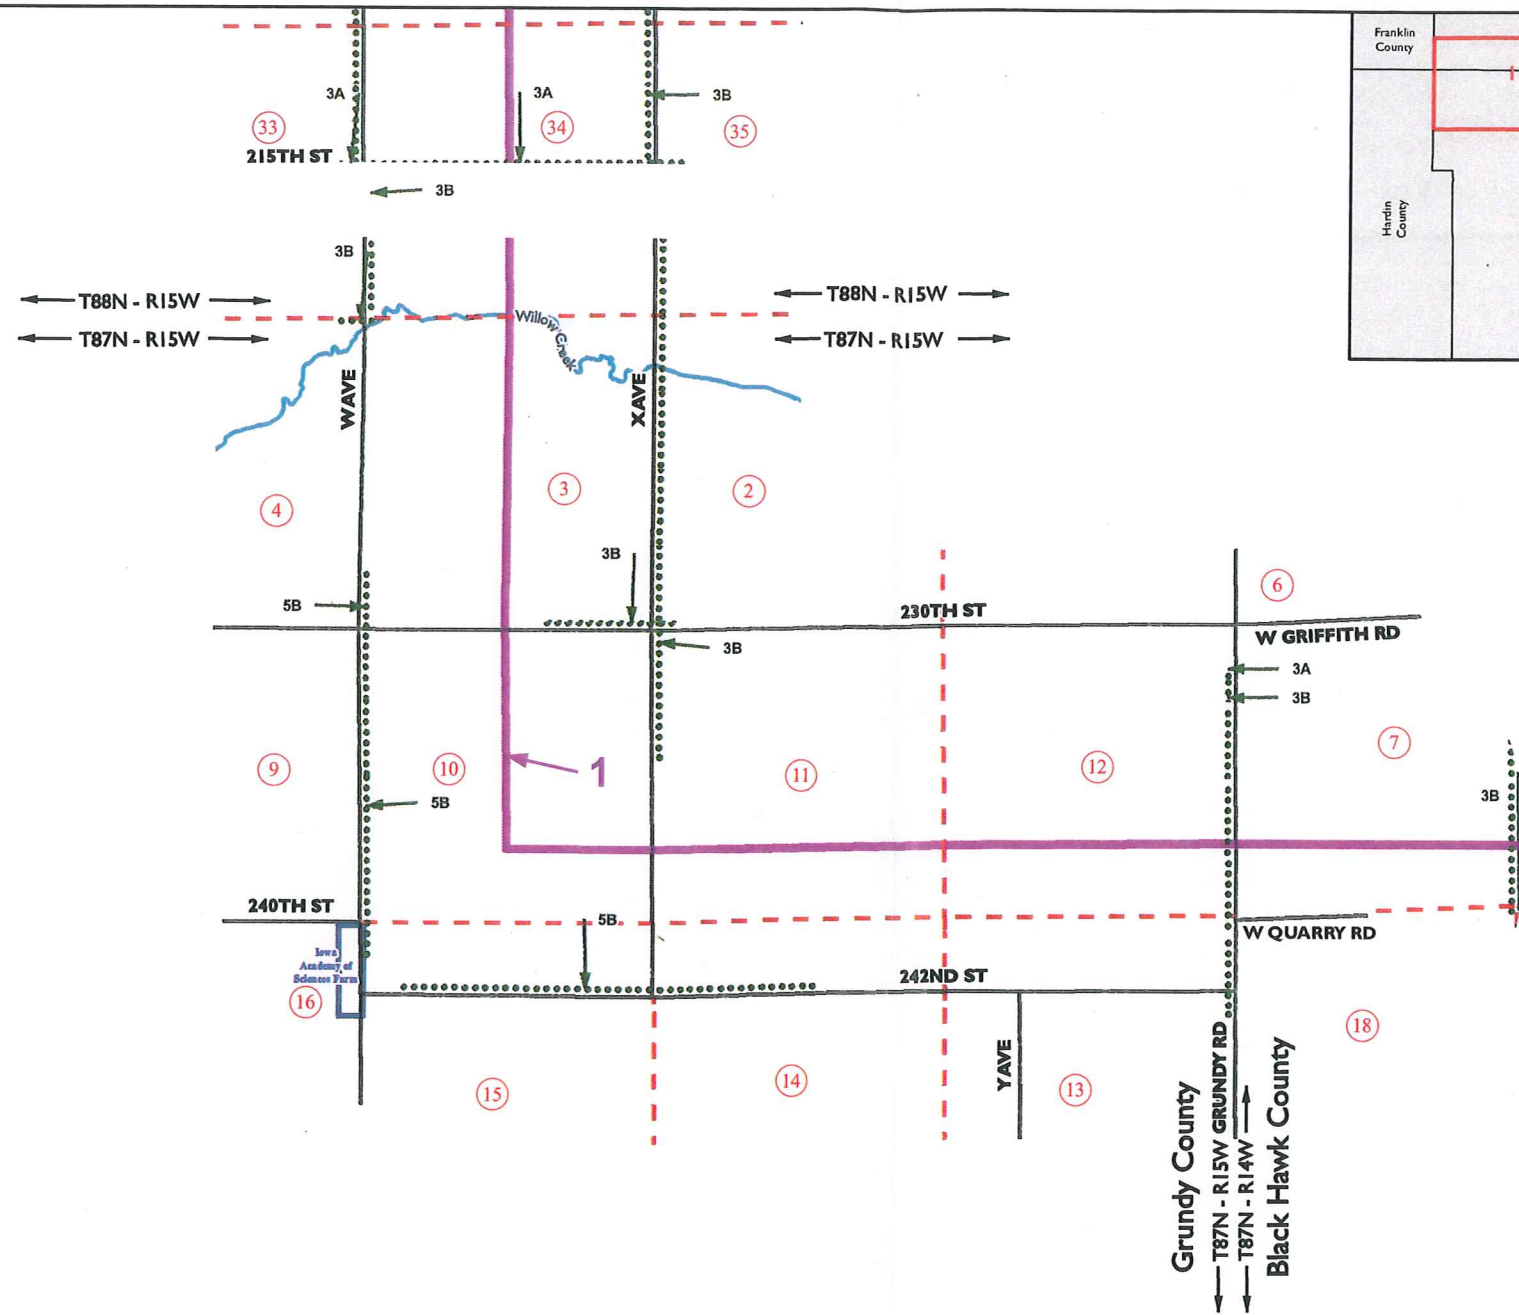 Franklin
County
3A
3A
3B
33
34
35
215TH ST
3B
Hardin
County
3B
T88N - R15W
T88N - R15W
Willow Creek
T87N - R15W
T87N - R15W
WAVE
XAVE
3
2
4
3B
6
5B
230TH ST
W GRIFFITH RD
3B
3A
3B
7
9
10
1
11
12
3B
5B
240TH ST
5B
W QUARRY RD
Iowa
Academy of
Sciences Farm
242ND ST
16
18
YAVE
15
14
13
GRUNDY RD
Grundy County
T87N - R15W
T87N - R14W
Black Hawk County